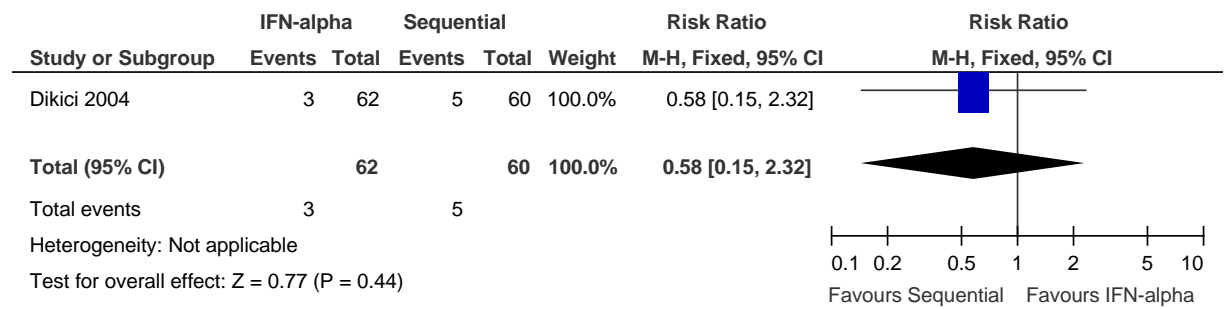 IFN-alpha Sequential Risk Ratio Risk Ratio
Study or Subgroup Events Total Events Total Weight M-H, Fixed, 95% CI M-H, Fixed, 95% CI
Dikici 2004 3 62 5 60 100.0% 0.58 [0.15, 2.32]
Total (95% CI) 62 60 100.0% 0.58 [0.15, 2.32]
Total events 3 5
Heterogeneity: Not applicable
Test for overall effect: Z = 0.77 (P = 0.44)
0.1 0.2 0.5 1 2 5 10
Favours Sequential Favours IFN-alpha